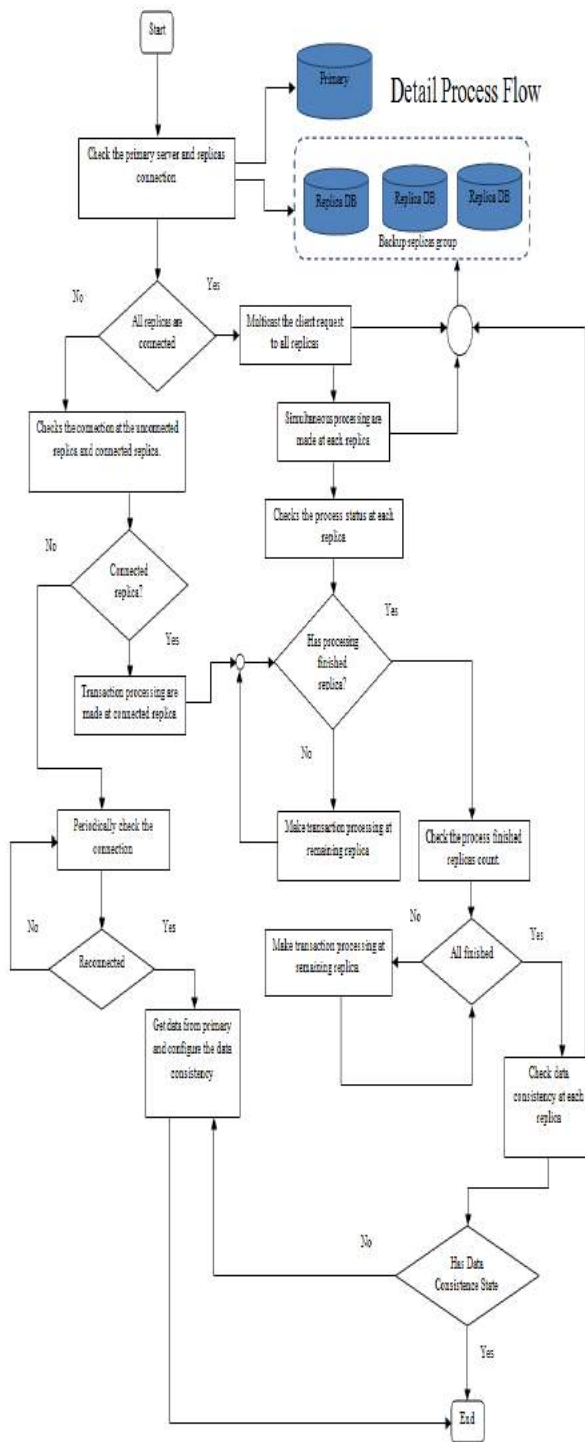 Start
Primary
Detail Process Flow
Check the primary server and replicas
connection
Replica DB
Replica DB
Replica DB
Backup replicas group
No
Yes
All replicas are
connected
Multicast the client request
to all replicas
Checks the connection at the unconnected
replica and connected replica.
Simultaneous processing are
made at each replica
Checks the process status at each
replica
No
Connected
replica?
Yes
Yes
Has processing
finished
replica?
Transaction processing are
made at connected replica
No
Periodically check the
connection
Make transaction processing at
remaining replica
Check the process finished
replicas count.
No
Yes
Reconnected
No
Yes
Make transaction processing at
remaining replica
All finished
Get data from primary
and configure the data
consistency
Check data
consistency at each
replica
No
Has Data
Consistence State
Yes
End